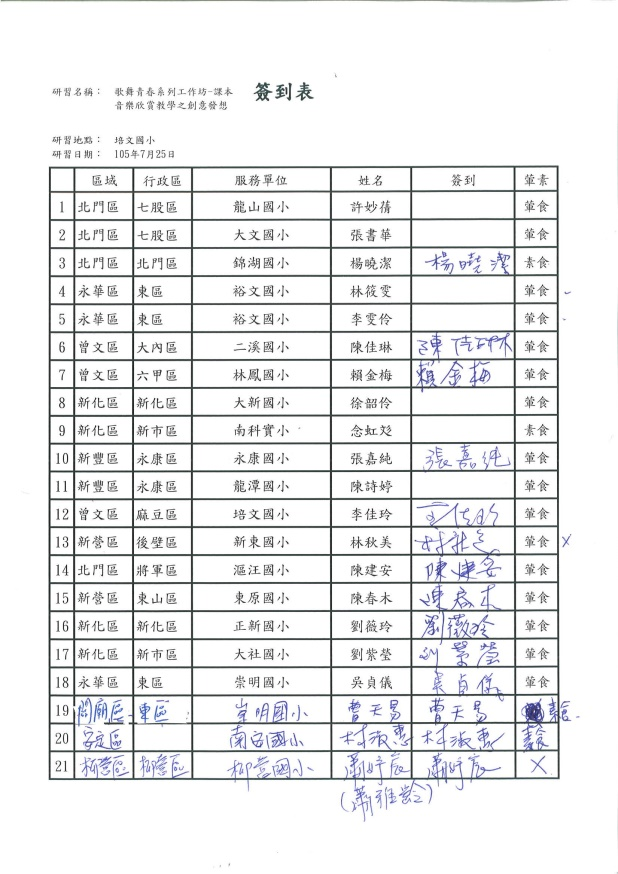 研習名稱： 歌舞青春系列工作坊-課本 簽到表
音樂欣賞教學之創意發想
研習地點： 培文國小
研習日期： 105年7月25日
區域 行政區 服務單位 姓名 簽到 葷素
1 北門區 七股區 龍山國小 許妙蒨 葷食
2 北門區 七股區 大文國小 張書華 葷食
3 北門區 北門區 錦湖國小 楊曉潔 楊曉潔 素食
4 永華區 東區 裕文國小 林筱雯 葷食
5 永華區 東區 裕文國小 李雯伶 葷食
6 曾文區 大內區 二溪國小 陳佳琳 陳佳琳 葷食
7 曾文區 六甲區 林鳳國小 賴金梅 賴金梅 葷食
8 新化區 新化區 大新國小 徐韶伶 葷食
9 新化區 新市區 南科實小 念虹 素食
10 新豐區 永康區 永康國小 張嘉純 張嘉純 葷食
11 新豐區 永康區 龍潭國小 陳詩婷 葷食
12 曾文區 麻豆區 培文國小 李佳玲 葷食
13 新營區 後壁區 新東國小 林秋美 葷食 X
14 北門區 將軍區 漚汪國小 陳建安 陳建安 葷食
15 新營區 東山區 東原國小 陳春木 陳春木 葷食
16 新化區 新化區 正新國小 劉薇玲 劉薇玲 葷食
17 新化區 新市區 大社國小 劉紫瑩 劉紫瑩 葷食
18 永華區 東區 崇明國小 吳貞儀 吳貞儀 葷食
19 關廟區 東區 崇明國小 曹天易 曹天易
20 安定區 南安國小 林淑惠 林淑惠 素食
21 柳營區 柳營區 柳營國小 X